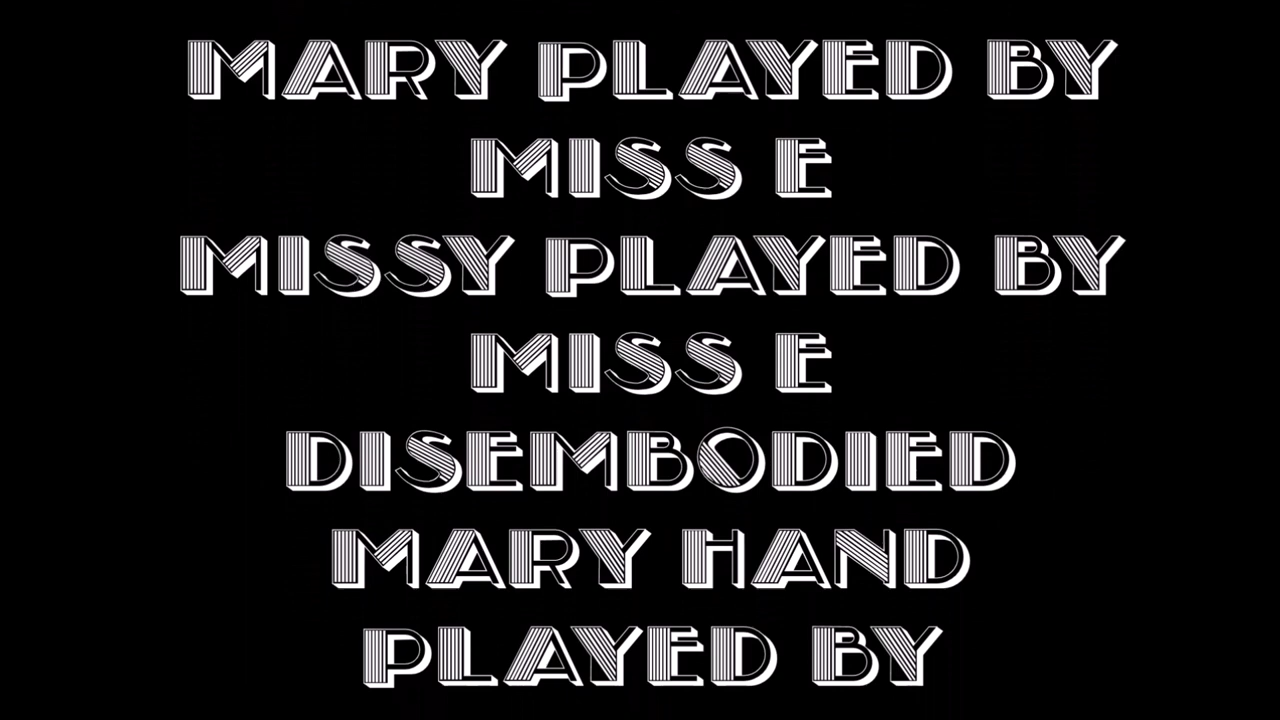 MARY PLAYED BY
MISS E
MISSY PLAYED BY
MISS E
DISEMBODIED
MARY HAND
PLAYED BY